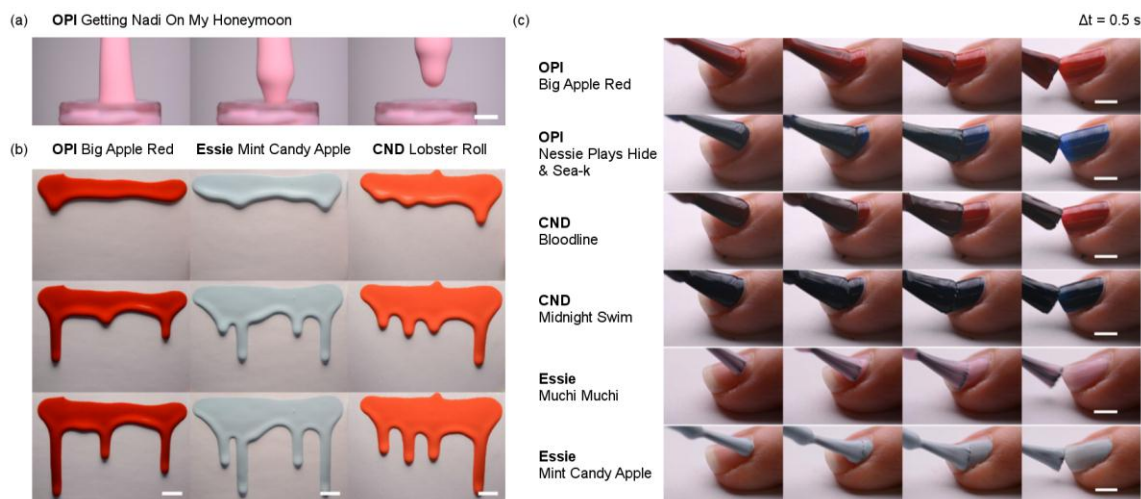 (a) OPI Getting Nadi On My Honeymoon
(b) OPI Big Apple Red
Essie Mint Candy Apple
CND Lobster Roll
(c)
Δt = 0.5 s
OPI
Big Apple Red
OPI
Nessie Plays Hide
& Sea-k
CND
Bloodline
CND
Midnight Swim
Essie
Muchi Muchi
Essie
Mint Candy Apple